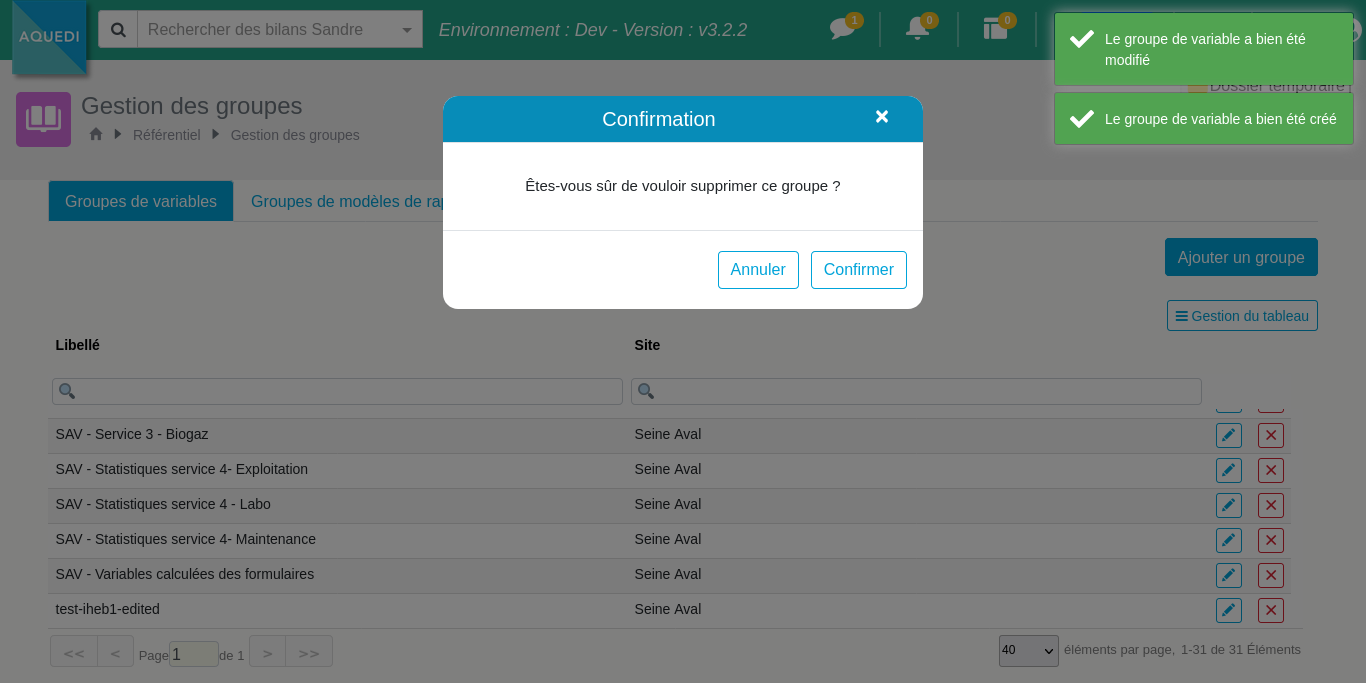 AQUEDI
Rechercher des bilans Sandre
Environnement : Dev - Version : v3.2.2
1
0
0
Le groupe de variable a bien été
modifié
Dossier temporaire
Le groupe de variable a bien été créé
Gestion des groupes
Référentiel
Gestion des groupes
Confirmation
Êtes-vous sûr de vouloir supprimer ce groupe ?
Annuler
Confirmer
Groupes de variables
Groupes de modèles de rap
Ajouter un groupe
Gestion du tableau
Libellé Site
SAV - Service 3 - Biogaz Seine Aval
SAV - Statistiques service 4- Exploitation Seine Aval
SAV - Statistiques service 4 - Labo Seine Aval
SAV - Statistiques service 4- Maintenance Seine Aval
SAV - Variables calculées des formulaires Seine Aval
test-iheb1-edited Seine Aval
<< < Page 1 de 1 > >>
40 éléments par page, 1-31 de 31 Éléments